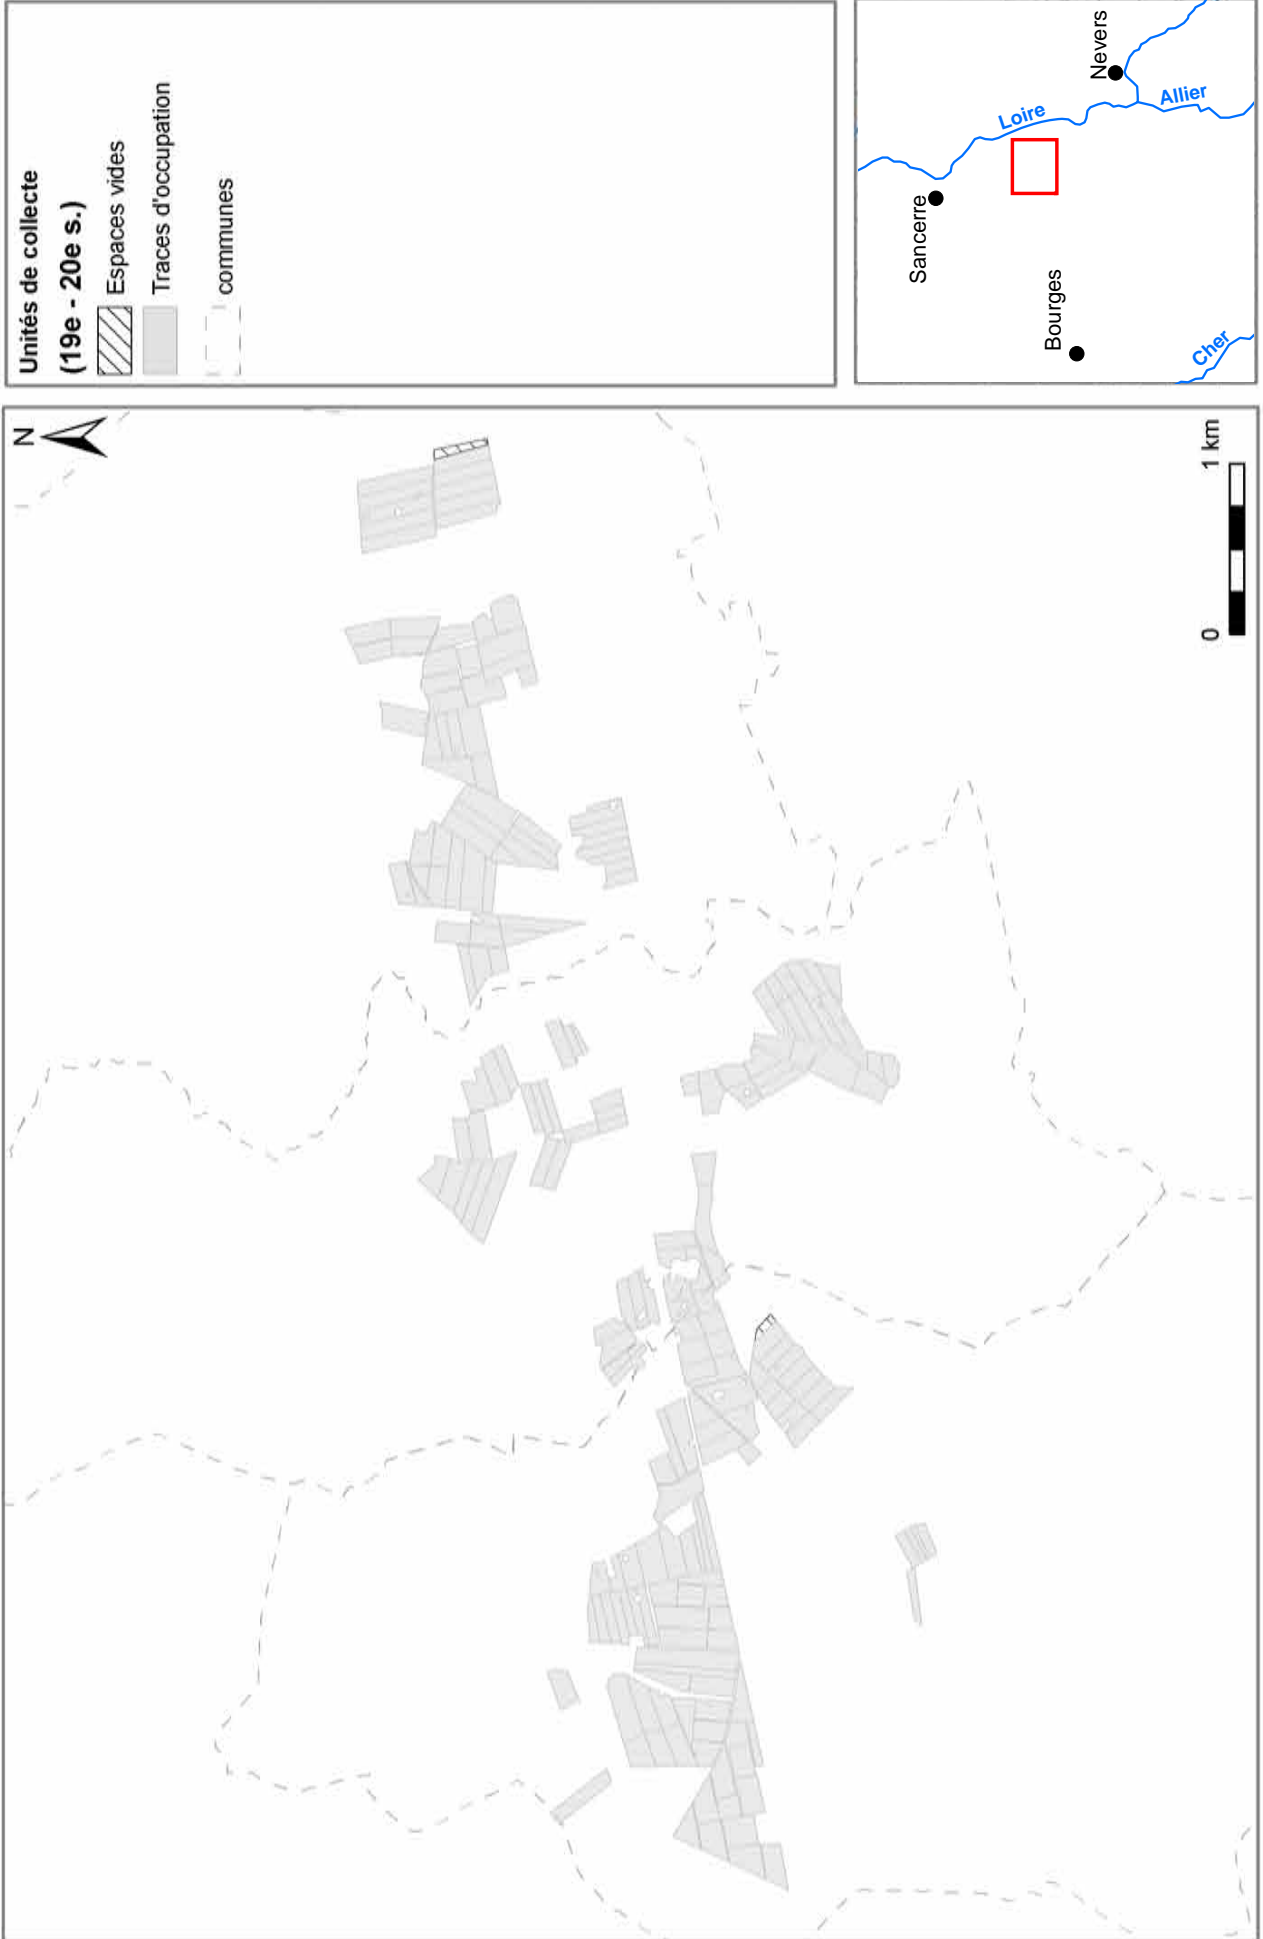 Unités de collecte
(19e - 20e s.)
Espaces vides
Traces d'occupation
communes
N
0
1 km
Sancerre
Loire
Nevers
Allier
Bourges
Cher